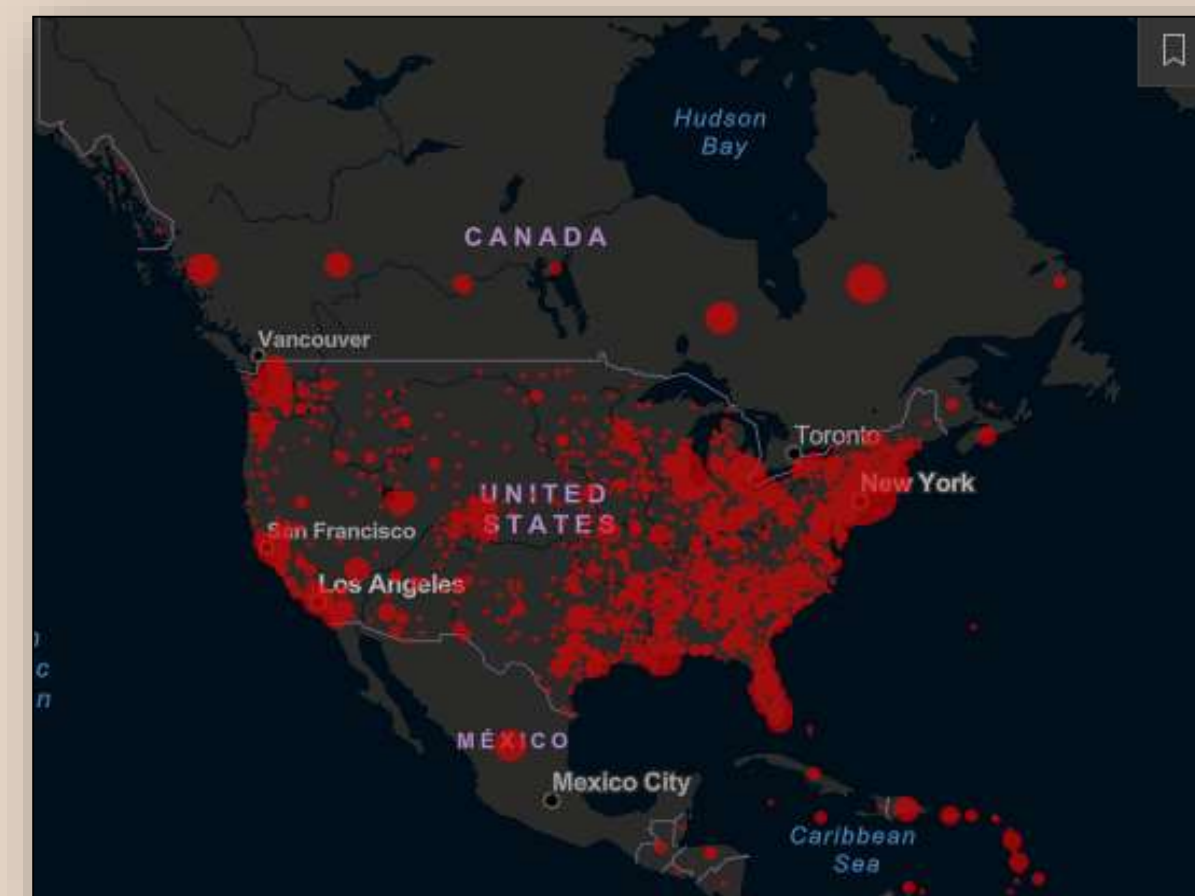 Hudson
Bay
CANADA
Vancouver
Toronto
New York
UNITED
STATES
San Francisco
Los Angeles
MÉXICO
Mexico City
Caribbean
Sea
c
n